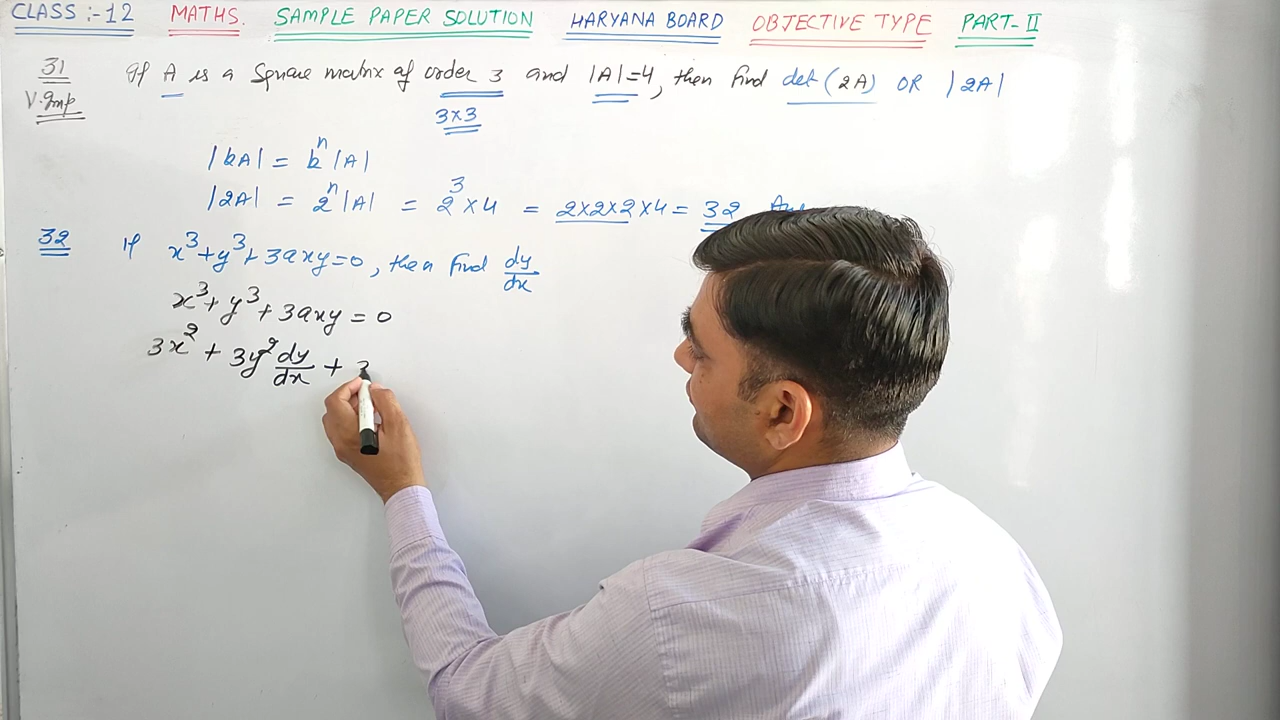 CLASS :- 12 MATHS. SAMPLE PAPER SOLUTION HARYANA BOARD OBJECTIVE TYPE PART-II
31 If A is a Square matrix of order 3 and |A|=4, then find det(2A) OR |2A|
V.Imp
3×3
|kA| = kⁿ|A|
|2A| = 2ⁿ|A| = 2³×4 = 2×2×2×4 = 32
32 If x³+y³+3axy=0, then find dy/dx
x³+y³+3axy=0
3x² + 3y² dy/dx +